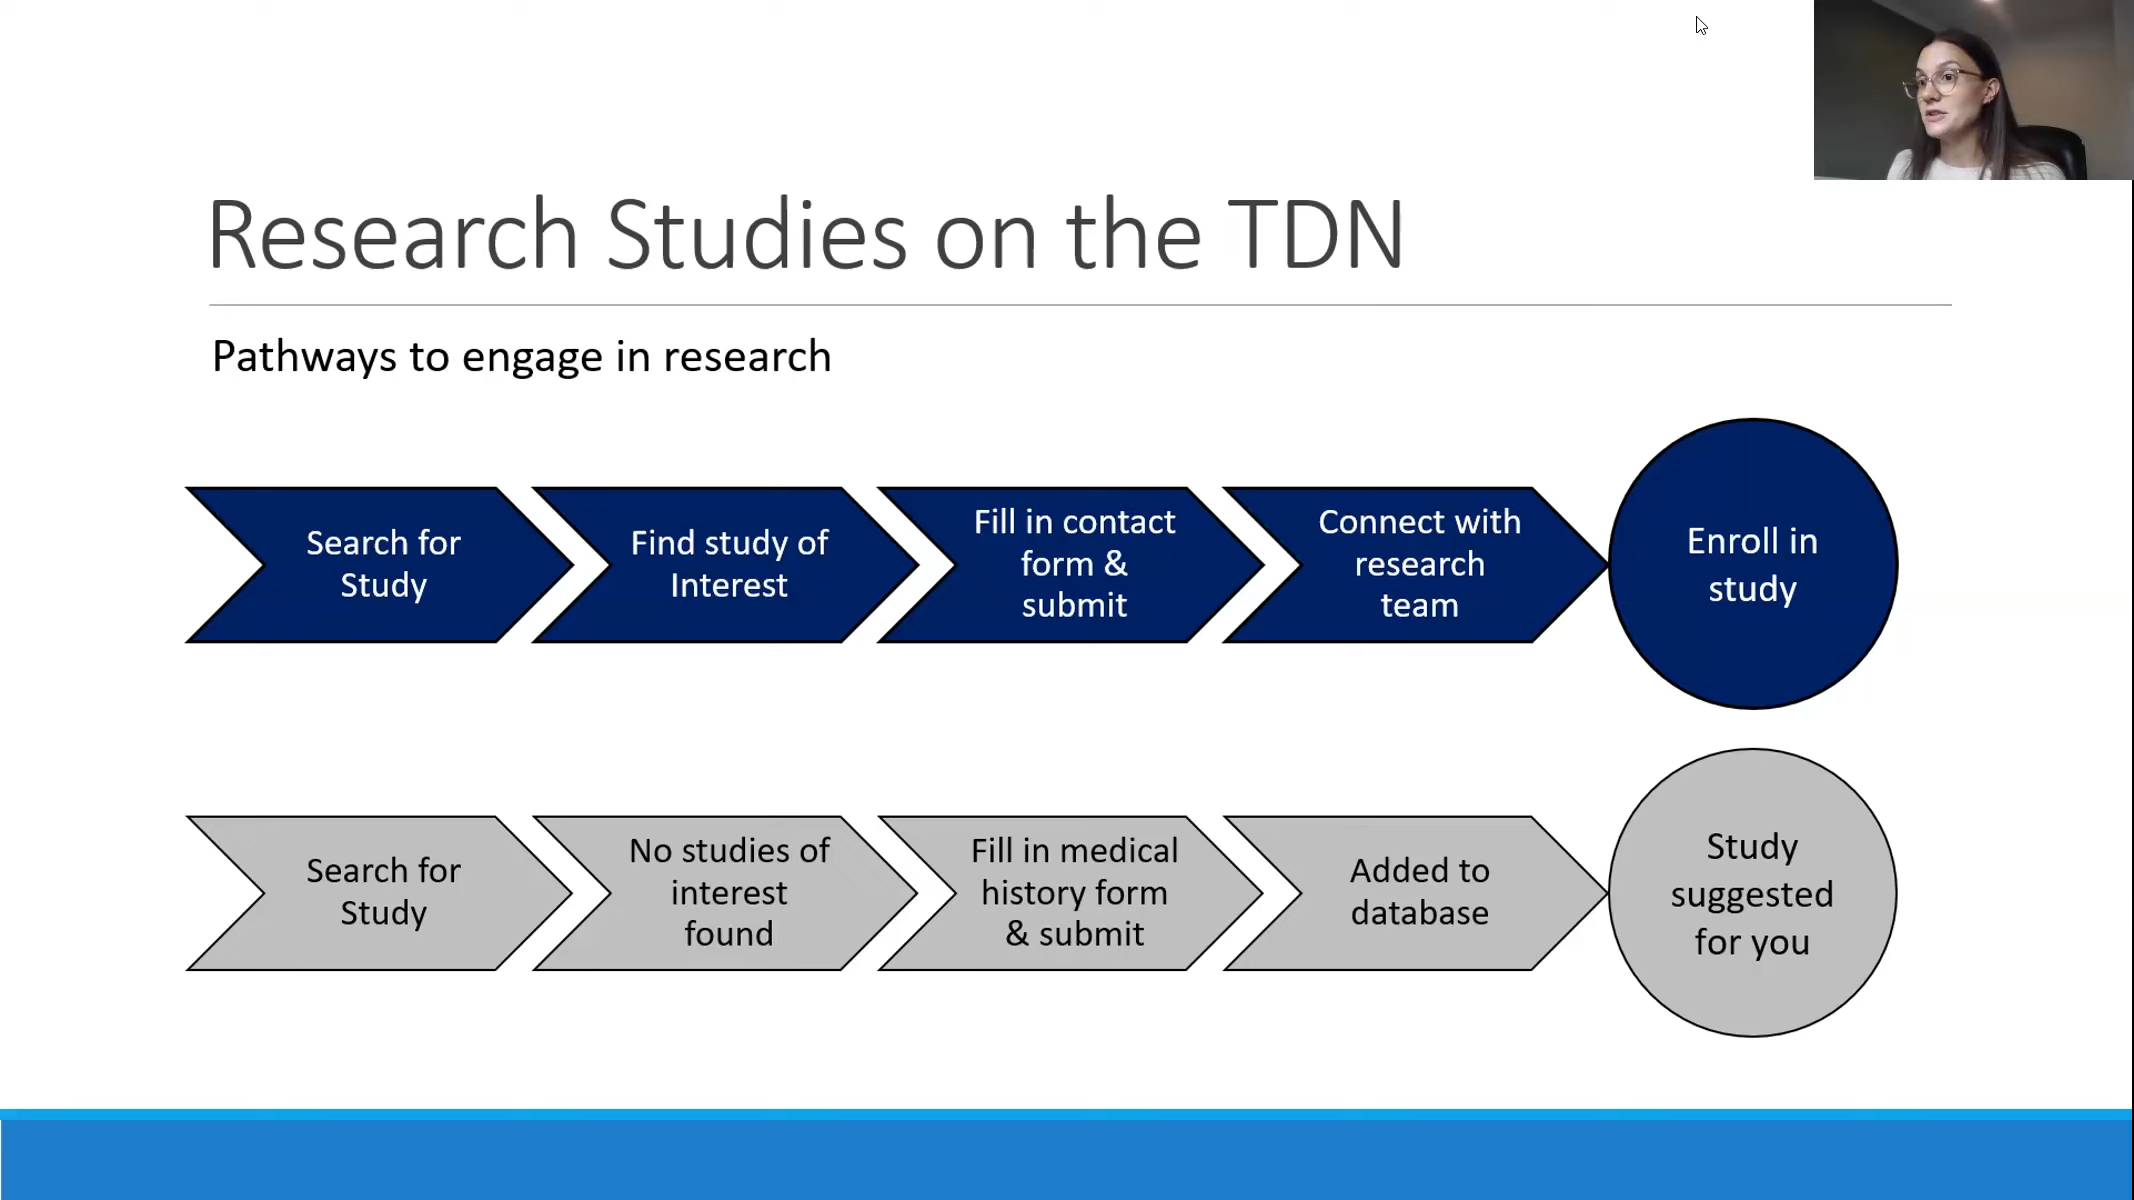 Research Studies on the TDN
Pathways to engage in research
Search for
Study
Find study of
Interest
Fill in contact
form &
submit
Connect with
research
team
Enroll in
study
Search for
Study
No studies of
interest
found
Fill in medical
history form
& submit
Added to
database
Study
suggested
for you